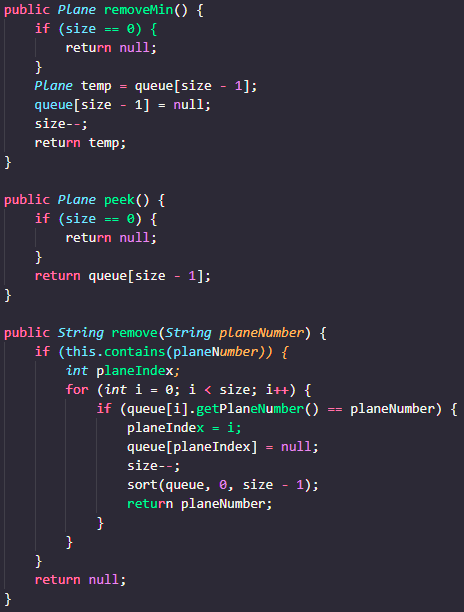 public Plane removeMin() {
    if (size == 0) {
        return null;
    }
    Plane temp = queue[size - 1];
    queue[size - 1] = null;
    size--;
    return temp;
}

public Plane peek() {
    if (size == 0) {
        return null;
    }
    return queue[size - 1];
}

public String remove(String planeNumber) {
    if (this.contains(planeNumber)) {
        int planeIndex;
        for (int i = 0; i < size; i++) {
            if (queue[i].getPlaneNumber() == planeNumber) {
                planeIndex = i;
                queue[planeIndex] = null;
                size--;
                sort(queue, 0, size - 1);
                return planeNumber;
            }
        }
    }
    return null;
}